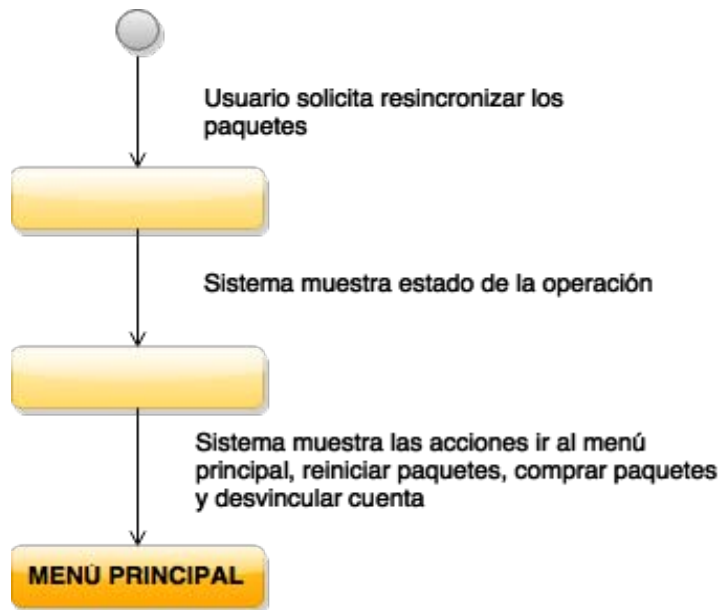 Usuario solicita resincronizar los
paquetes
Sistema muestra estado de la operación
Sistema muestra las acciones ir al menú
principal, reiniciar paquetes, comprar paquetes
y desvincular cuenta
MENÚ PRINCIPAL